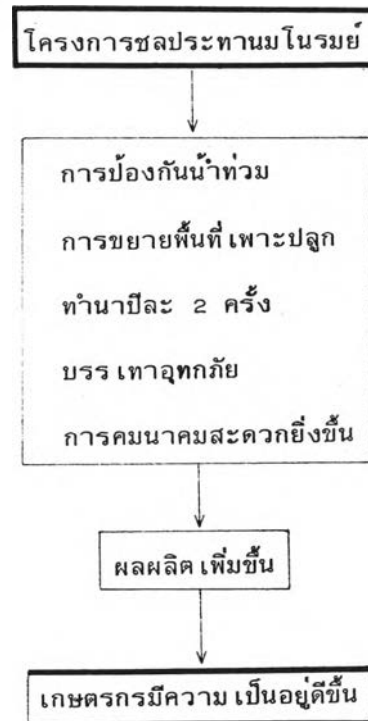 โครงการชลประทานมโนรมย์
การป้องกันน้ำท่วม
การขยายพื้นที่เพาะปลูก
ทำนาปีละ 2 ครั้ง
บรรเทาอุทกภัย
การคมนาคมสะดวกยิ่งขึ้น
ผลผลิตเพิ่มขึ้น
เกษตรกรมีความเป็นอยู่ดีขึ้น